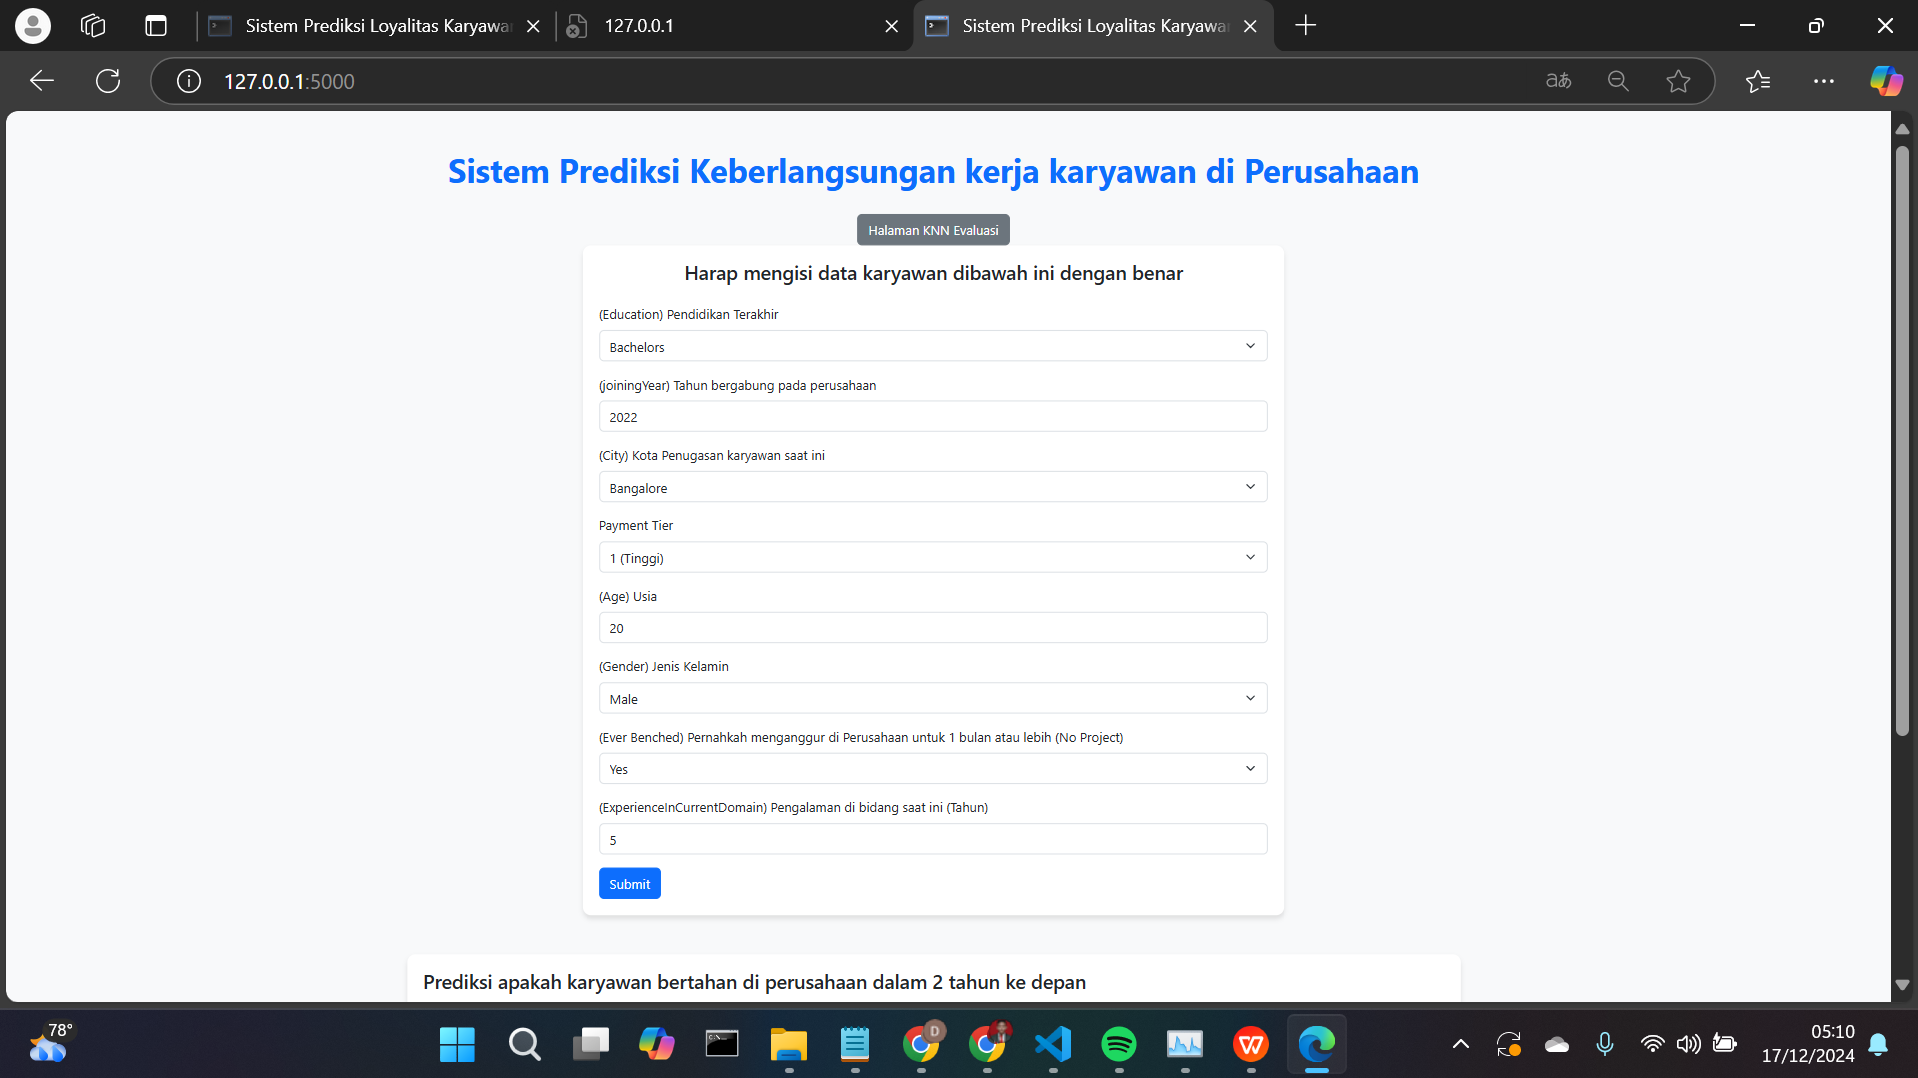 Sistem Prediksi Loyalitas Karyawan
127.0.0.1
Sistem Prediksi Loyalitas Karyawan
127.0.0.1:5000
aあ
Sistem Prediksi Keberlangsungan kerja karyawan di Perusahaan
Halaman KNN Evaluasi
Harap mengisi data karyawan dibawah ini dengan benar
(Education) Pendidikan Terakhir
Bachelors
(joiningYear) Tahun bergabung pada perusahaan
2022
(City) Kota Penugasan karyawan saat ini
Bangalore
Payment Tier
1 (Tinggi)
(Age) Usia
20
(Gender) Jenis Kelamin
Male
(Ever Benched) Pernahkah menganggur di Perusahaan untuk 1 bulan atau lebih (No Project)
Yes
(ExperienceInCurrentDomain) Pengalaman di bidang saat ini (Tahun)
5
Submit
Prediksi apakah karyawan bertahan di perusahaan dalam 2 tahun ke depan
78°
D
05:10
17/12/2024